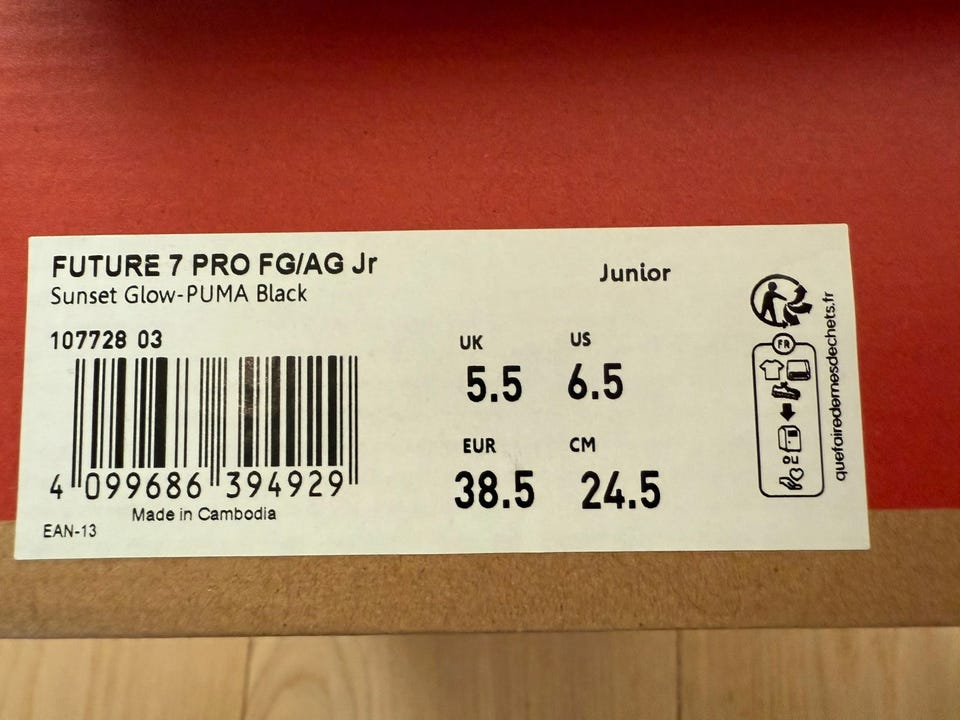 FUTURE 7 PRO FG/AG Jr
Sunset Glow-PUMA Black
Junior
107728 03
UK
US
5.5
6.5
EUR
CM
38.5
24.5
4 099686 394929
Made in Cambodia
EAN-13
FR
OU
quefairedemesdechets.fr